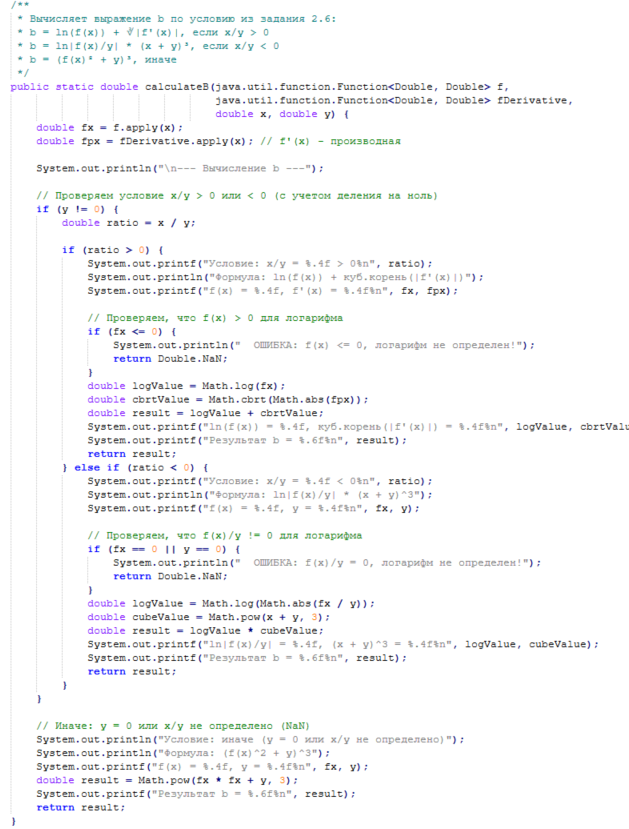 /**
 * Вычисляет выражение b по условию из задания 2.6:
 * b = ln(f(x)) + ∛|f'(x)|, если x/y > 0
 * b = ln|f(x)/y| * (x + y)³, если x/y < 0
 * b = (f(x)² + y)³, иначе
 */
public static double calculateB(java.util.function.Function<Double, Double> f,
java.util.function.Function<Double, Double> fDerivative,
double x, double y) {
double fx = f.apply(x);
double fpx = fDerivative.apply(x); // f'(x) - производная
System.out.println("\n--- Вычисление b ---");
// Проверяем условие x/y > 0 или < 0 (с учетом деления на ноль)
if (y != 0) {
double ratio = x / y;
if (ratio > 0) {
System.out.printf("Условие: x/y = %.4f > 0%n", ratio);
System.out.println("Формула: ln(f(x)) + куб.корень(|f'(x)|)");
System.out.printf("f(x) = %.4f, f'(x) = %.4f%n", fx, fpx);
// Проверяем, что f(x) > 0 для логарифма
if (fx <= 0) {
System.out.println("  ОШИБКА: f(x) <= 0, логарифм не определен!");
return Double.NaN;
}
double logValue = Math.log(fx);
double cbrtValue = Math.cbrt(Math.abs(fpx));
double result = logValue + cbrtValue;
System.out.printf("ln(f(x)) = %.4f, куб.корень(|f'(x)|) = %.4f%n", logValue, cbrtValu
System.out.printf("Результат b = %.6f%n", result);
return result;
} else if (ratio < 0) {
System.out.printf("Условие: x/y = %.4f < 0%n", ratio);
System.out.println("Формула: ln|f(x)/y| * (x + y)^3");
System.out.printf("f(x) = %.4f, y = %.4f%n", fx, y);
// Проверяем, что f(x)/y != 0 для логарифма
if (fx == 0 || y == 0) {
System.out.println("  ОШИБКА: f(x)/y = 0, логарифм не определен!");
return Double.NaN;
}
double logValue = Math.log(Math.abs(fx / y));
double cubeValue = Math.pow(x + y, 3);
double result = logValue * cubeValue;
System.out.printf("ln|f(x)/y| = %.4f, (x + y)^3 = %.4f%n", logValue, cubeValue);
System.out.printf("Результат b = %.6f%n", result);
return result;
}
}
// Иначе: y = 0 или x/y не определено (NaN)
System.out.println("Условие: иначе (y = 0 или x/y не определено)");
System.out.println("Формула: (f(x)^2 + y)^3");
System.out.printf("f(x) = %.4f, y = %.4f%n", fx, y);
double result = Math.pow(fx * fx + y, 3);
System.out.printf("Результат b = %.6f%n", result);
return result;
}